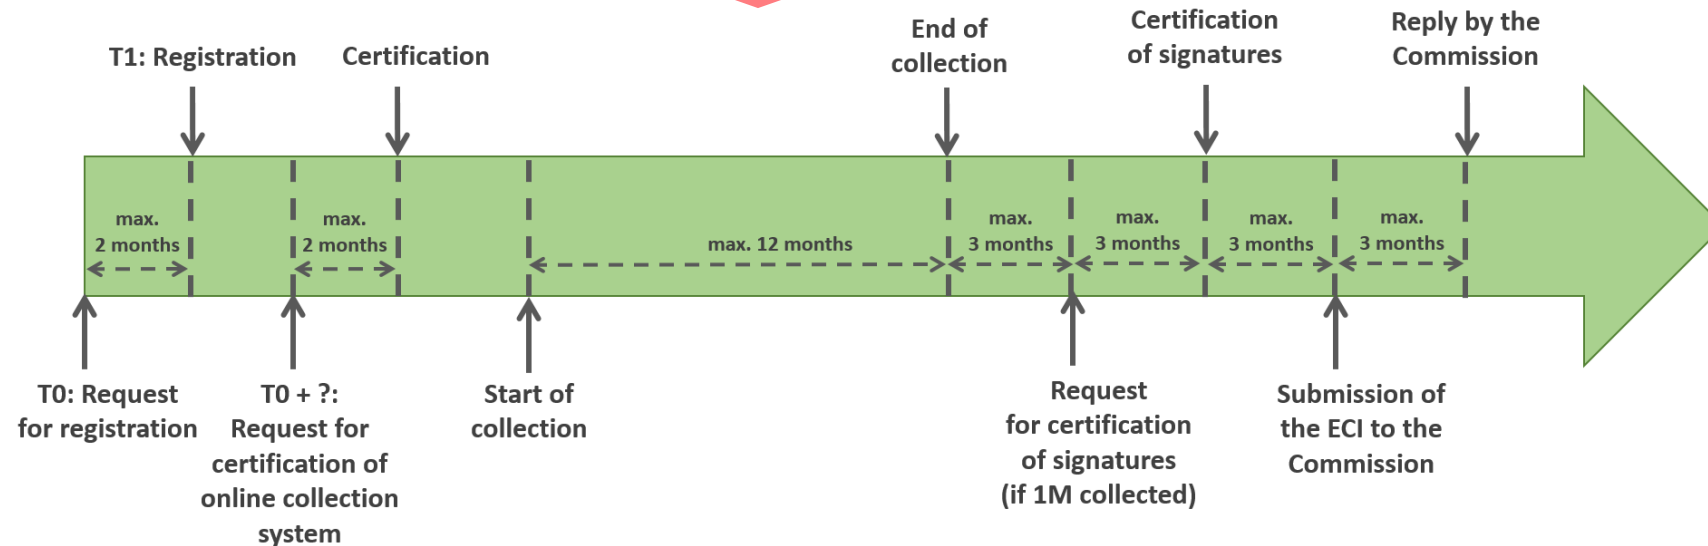 T1: Registration
Certification
End of
collection
Certification
of signatures
Reply by the
Commission
max.
2 months
max.
2 months
max. 12 months
max.
3 months
max.
3 months
max.
3 months
max.
3 months
T0: Request
for registration
T0 + ?:
Request for
certification of
online collection
system
Start of
collection
Request
for certification
of signatures
(if 1M collected)
Submission of
the ECI to the
Commission